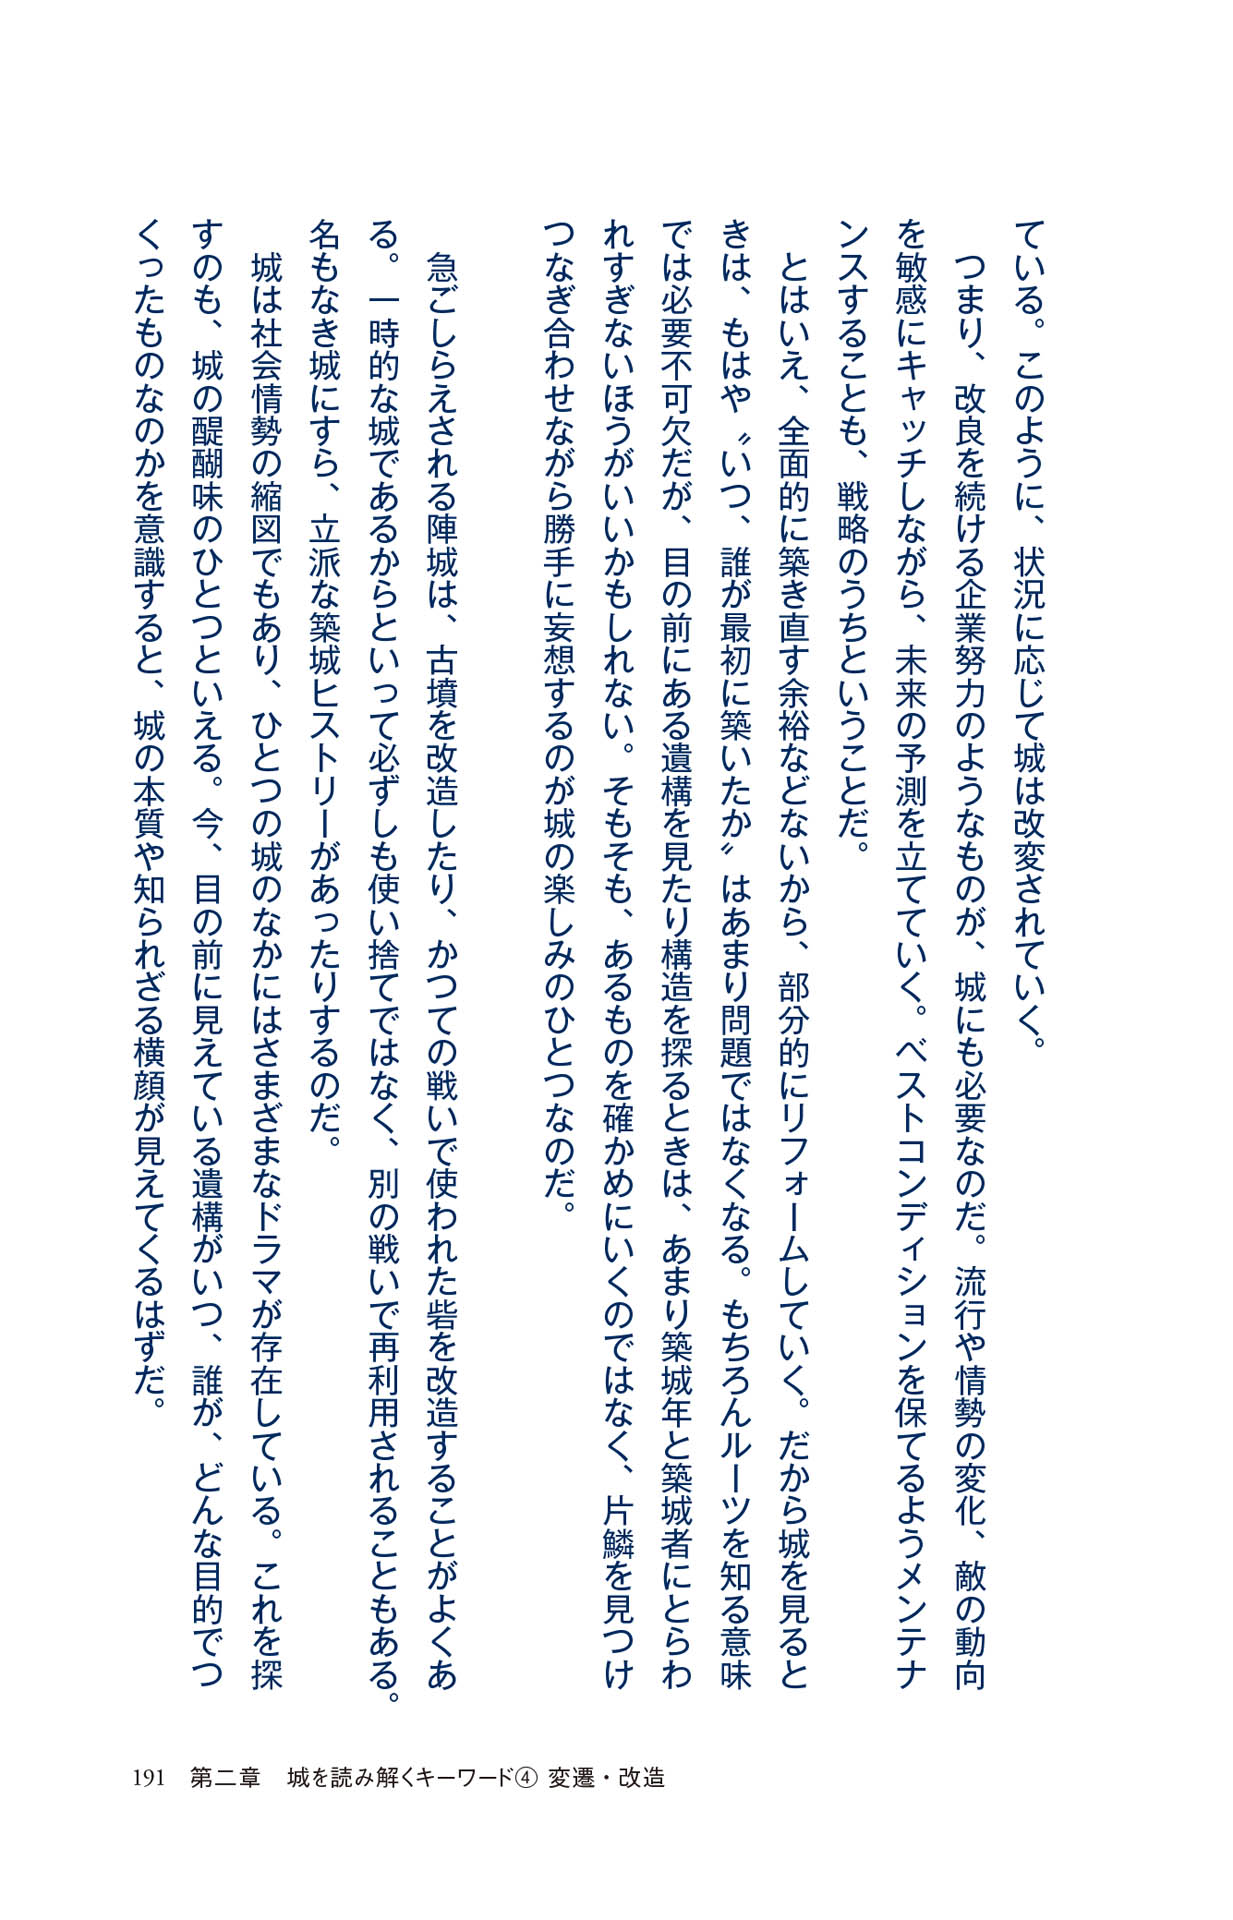 ている。このように、状況に応じて城は改変されていく。
つまり、改良を続ける企業努力のようなものが、城にも必要なのだ。流行や情勢の変化、敵の動向
を敏感にキャッチしながら、未来の予測を立てていく。ベストコンディションを保てるようメンテナ
ンスすることも、戦略のうちということだ。
とはいえ、全面的に築き直す余裕などないから、部分的にリフォームしていく。だから城を見ると
きは、もはや〝いつ、誰が最初に築いたか〟はあまり問題ではなくなる。もちろんルーツを知る意味
では必要不可欠だが、目の前にある遺構を見たり構造を探るときは、あまり築城年と築城者にとらわ
れすぎないほうがいいかもしれない。そもそも、あるものを確かめにいくのではなく、片鱗を見つけ
つなぎ合わせながら勝手に妄想するのが城の楽しみのひとつなのだ。
急ごしらえされる陣城は、古墳を改造したり、かつての戦いで使われた砦を改造することがよくあ
る。一時的な城であるからといって必ずしも使い捨てではなく、別の戦いで再利用されることもある。
名もなき城にすら、立派な築城ヒストリーがあったりするのだ。
城は社会情勢の縮図でもあり、ひとつの城のなかにはさまざまなドラマが存在している。これを探
すのも、城の醍醐味のひとつといえる。今、目の前に見えている遺構がいつ、誰が、どんな目的でつ
くったものなのかを意識すると、城の本質や知られざる横顔が見えてくるはずだ。
191 第二章 城を読み解くキーワード④ 変遷・改造